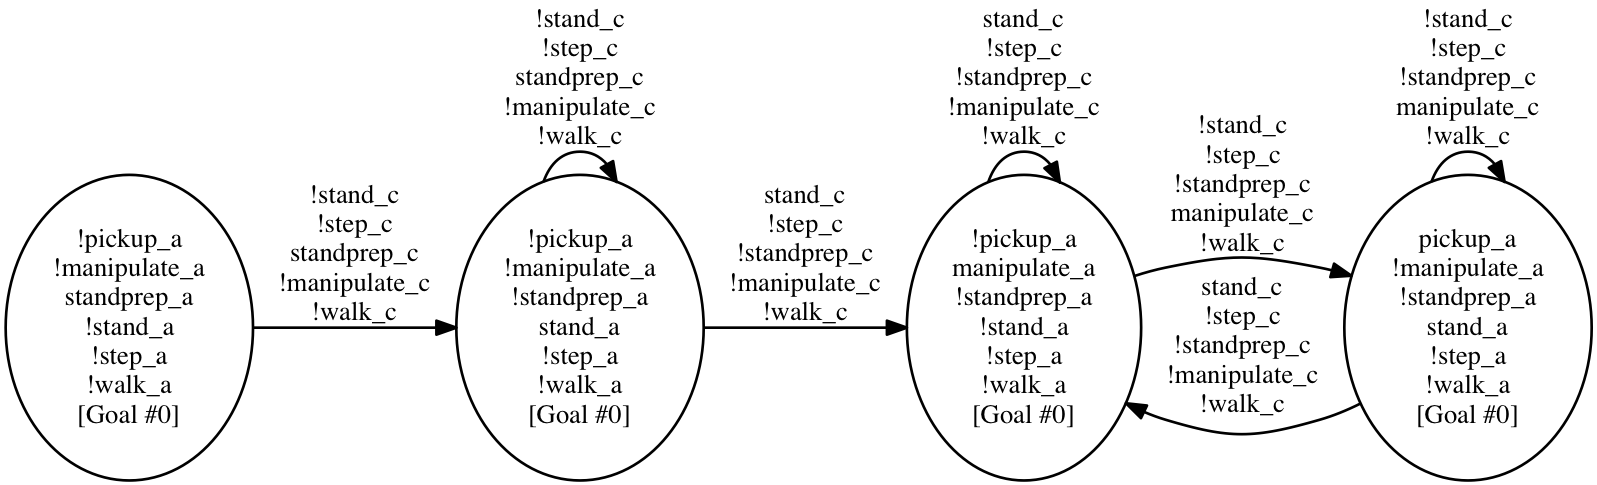 !stand_c
!step_c
standprep_c
!manipulate_c
!walk_c
stand_c
!step_c
!standprep_c
!manipulate_c
!walk_c
!stand_c
!step_c
!standprep_c
manipulate_c
!walk_c
!stand_c
!step_c
!standprep_c
manipulate_c
!walk_c
!pickup_a
!manipulate_a
standprep_a
!stand_a
!step_a
!walk_a
[Goal #0]
!stand_c
!step_c
standprep_c
!manipulate_c
!walk_c
!pickup_a
!manipulate_a
!standprep_a
stand_a
!step_a
!walk_a
[Goal #0]
stand_c
!step_c
!standprep_c
!manipulate_c
!walk_c
!pickup_a
manipulate_a
!standprep_a
!stand_a
!step_a
!walk_a
[Goal #0]
stand_c
!step_c
!standprep_c
!manipulate_c
!walk_c
pickup_a
!manipulate_a
!standprep_a
stand_a
!step_a
!walk_a
[Goal #0]